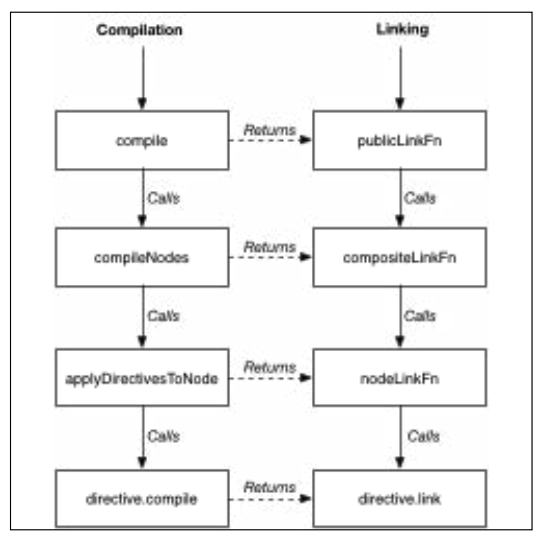 Compilation Linking
compile Returns publicLinkFn
Calls Calls
compileNodes Returns compositeLinkFn
Calls Calls
applyDirectivesToNode Returns nodeLinkFn
Calls Calls
directive.compile Returns directive.link